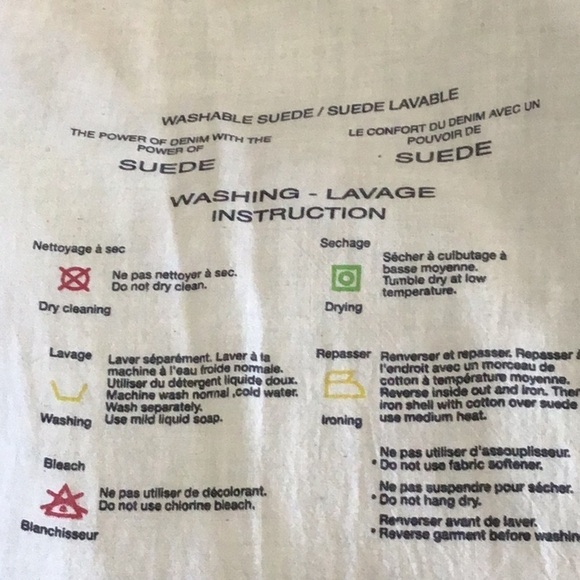 WASHABLE SUEDE / SUEDE LAVABLE
THE POWER OF DENIM WITH THE
POWER OF
SUEDE
LE CONFORT DU DENIM AVEC UN
POUVOIR DE
SUEDE
WASHING - LAVAGE
INSTRUCTION
Nettoyage à sec
Ne pas nettoyer à sec.
Do not dry clean.
Dry cleaning
Sechage
Sécher à culbutage à
basse moyenne.
Tumble dry at low
temperature.
Drying
Lavage
Laver séparément. Laver à la
machine à l'eau froide normale.
Utiliser du détergent liquide doux.
Machine wash normal ,cold water.
Wash separately.
Use mild liquid soap.
Washing
Repasser
Renverser et repasser. Repasser
l'endroit avec un morceau de
cotton à température moyenne.
Reverse inside out and iron.
iron shell with cotton over suede
use medium heat.
Ironing
Bleach
Ne pas utiliser de décolorant.
Do not use chlorine bleach.
Blanchisseur
Ne pas utiliser d'assouplisseur.
* Do not use fabric softener.
Ne pas suspendre pour sécher.
* Do not hang dry.
Renverser avant de laver.
* Reverse garment before